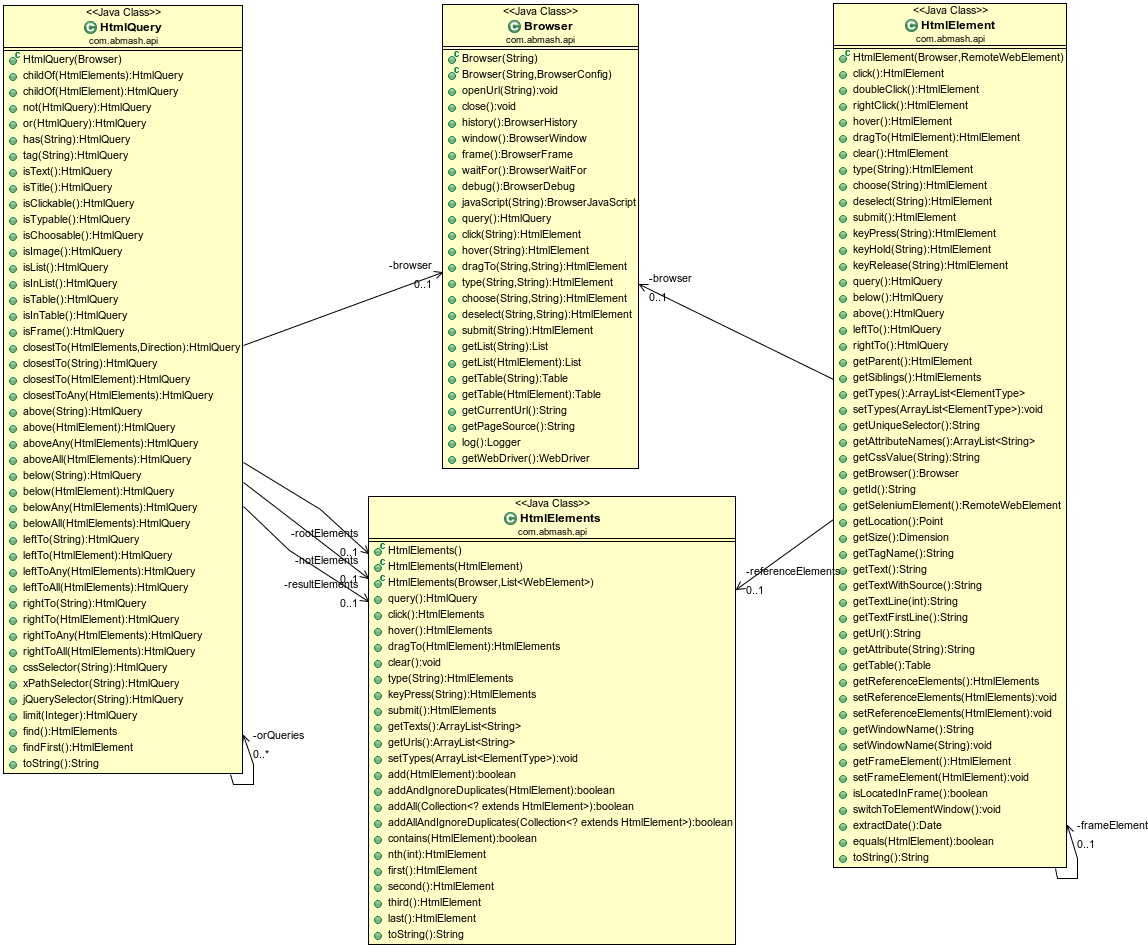 <<Java Class>>
HtmlQuery
com.abmash.api
HtmlQuery(Browser)
childOf(HtmlElements):HtmlQuery
childOf(HtmlElement):HtmlQuery
not(HtmlQuery):HtmlQuery
or(HtmlQuery):HtmlQuery
has(String):HtmlQuery
tag(String):HtmlQuery
isText():HtmlQuery
isTitle():HtmlQuery
isClickable():HtmlQuery
isTypable():HtmlQuery
isChoosable():HtmlQuery
isImage():HtmlQuery
isList():HtmlQuery
isInList():HtmlQuery
isTable():HtmlQuery
isInTable():HtmlQuery
isFrame():HtmlQuery
closestTo(HtmlElements,Direction):HtmlQuery
closestTo(String):HtmlQuery
closestTo(HtmlElement):HtmlQuery
closestToAny(HtmlElements):HtmlQuery
above(String):HtmlQuery
above(HtmlElement):HtmlQuery
aboveAny(HtmlElements):HtmlQuery
aboveAll(HtmlElements):HtmlQuery
below(String):HtmlQuery
below(HtmlElement):HtmlQuery
belowAny(HtmlElements):HtmlQuery
belowAll(HtmlElements):HtmlQuery
leftTo(String):HtmlQuery
leftTo(HtmlElement):HtmlQuery
leftToAny(HtmlElements):HtmlQuery
leftToAll(HtmlElements):HtmlQuery
rightTo(String):HtmlQuery
rightTo(HtmlElement):HtmlQuery
rightToAny(HtmlElements):HtmlQuery
rightToAll(HtmlElements):HtmlQuery
cssSelector(String):HtmlQuery
xPathSelector(String):HtmlQuery
jQuerySelector(String):HtmlQuery
limit(Integer):HtmlQuery
find():HtmlElements
findFirst():HtmlElement
toString():String
-orQueries
0..*
-browser
0..1
-rootElements
0..1
-notElements
0..1
-resultElements
0..1
<<Java Class>>
Browser
com.abmash.api
Browser(String)
Browser(String,BrowserConfig)
openUrl(String):void
close():void
history():BrowserHistory
window():BrowserWindow
frame():BrowserFrame
waitFor():BrowserWaitFor
debug():BrowserDebug
javaScript(String):BrowserJavaScript
query():HtmlQuery
click(String):HtmlElement
hover(String):HtmlElement
dragTo(String,String):HtmlElement
type(String,String):HtmlElement
choose(String,String):HtmlElement
deselect(String,String):HtmlElement
submit(String):HtmlElement
getList(String):List
getList(HtmlElement):List
getTable(String):Table
getTable(HtmlElement):Table
getCurrentUrl():String
getPageSource():String
log():Logger
getWebDriver():WebDriver
<<Java Class>>
HtmlElements
com.abmash.api
HtmlElements()
HtmlElements(HtmlElement)
HtmlElements(Browser,List<WebElement>)
query():HtmlQuery
click():HtmlElements
hover():HtmlElements
dragTo(HtmlElement):HtmlElements
clear():void
type(String):HtmlElements
keyPress(String):HtmlElements
submit():HtmlElements
getTexts():ArrayList<String>
getUrls():ArrayList<String>
setTypes(ArrayList<ElementType>):void
add(HtmlElement):boolean
addAndIgnoreDuplicates(HtmlElement):boolean
addAll(Collection<? extends HtmlElement>):boolean
addAllAndIgnoreDuplicates(Collection<? extends HtmlElement>):boolean
contains(HtmlElement):boolean
nth(int):HtmlElement
first():HtmlElement
second():HtmlElement
third():HtmlElement
last():HtmlElement
toString():String
-browser
0..1
-referenceElements
0..1
<<Java Class>>
HtmlElement
com.abmash.api
HtmlElement(Browser,RemoteWebElement)
click():HtmlElement
doubleClick():HtmlElement
rightClick():HtmlElement
hover():HtmlElement
dragTo(HtmlElement):HtmlElement
clear():HtmlElement
type(String):HtmlElement
choose(String):HtmlElement
deselect(String):HtmlElement
submit():HtmlElement
keyPress(String):HtmlElement
keyHold(String):HtmlElement
keyRelease(String):HtmlElement
query():HtmlQuery
below():HtmlQuery
above():HtmlQuery
leftTo():HtmlQuery
rightTo():HtmlQuery
getParent():HtmlElement
getSiblings():HtmlElements
getTypes():ArrayList<ElementType>
setTypes(ArrayList<ElementType>):void
getUniqueSelector():String
getAttributeNames():ArrayList<String>
getCssValue(String):String
getBrowser():Browser
getId():String
getSeleniumElement():RemoteWebElement
getLocation():Point
getSize():Dimension
getTagName():String
getText():String
getTextWithSource():String
getTextLine(int):String
getTextFirstLine():String
getUrl():String
getAttribute(String):String
getTable():Table
getReferenceElements():HtmlElements
setReferenceElements(HtmlElements):void
setReferenceElements(HtmlElement):void
getWindowName():String
setWindowName(String):void
getFrameElement():HtmlElement
setFrameElement(HtmlElement):void
isLocatedInFrame():boolean
switchToElementWindow():void
extractDate():Date
equals(HtmlElement):boolean
toString():String
-frameElement
0..1